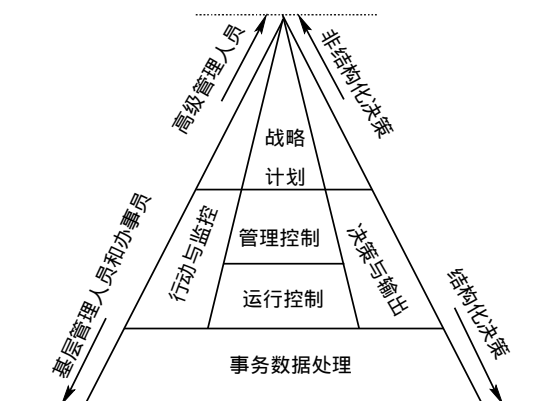 高级管理人员
非结构化决策
战略
计划
基层管理人员和办事员
行动与监控
管理控制
决策与输出
运行控制
结构化决策
事务数据处理